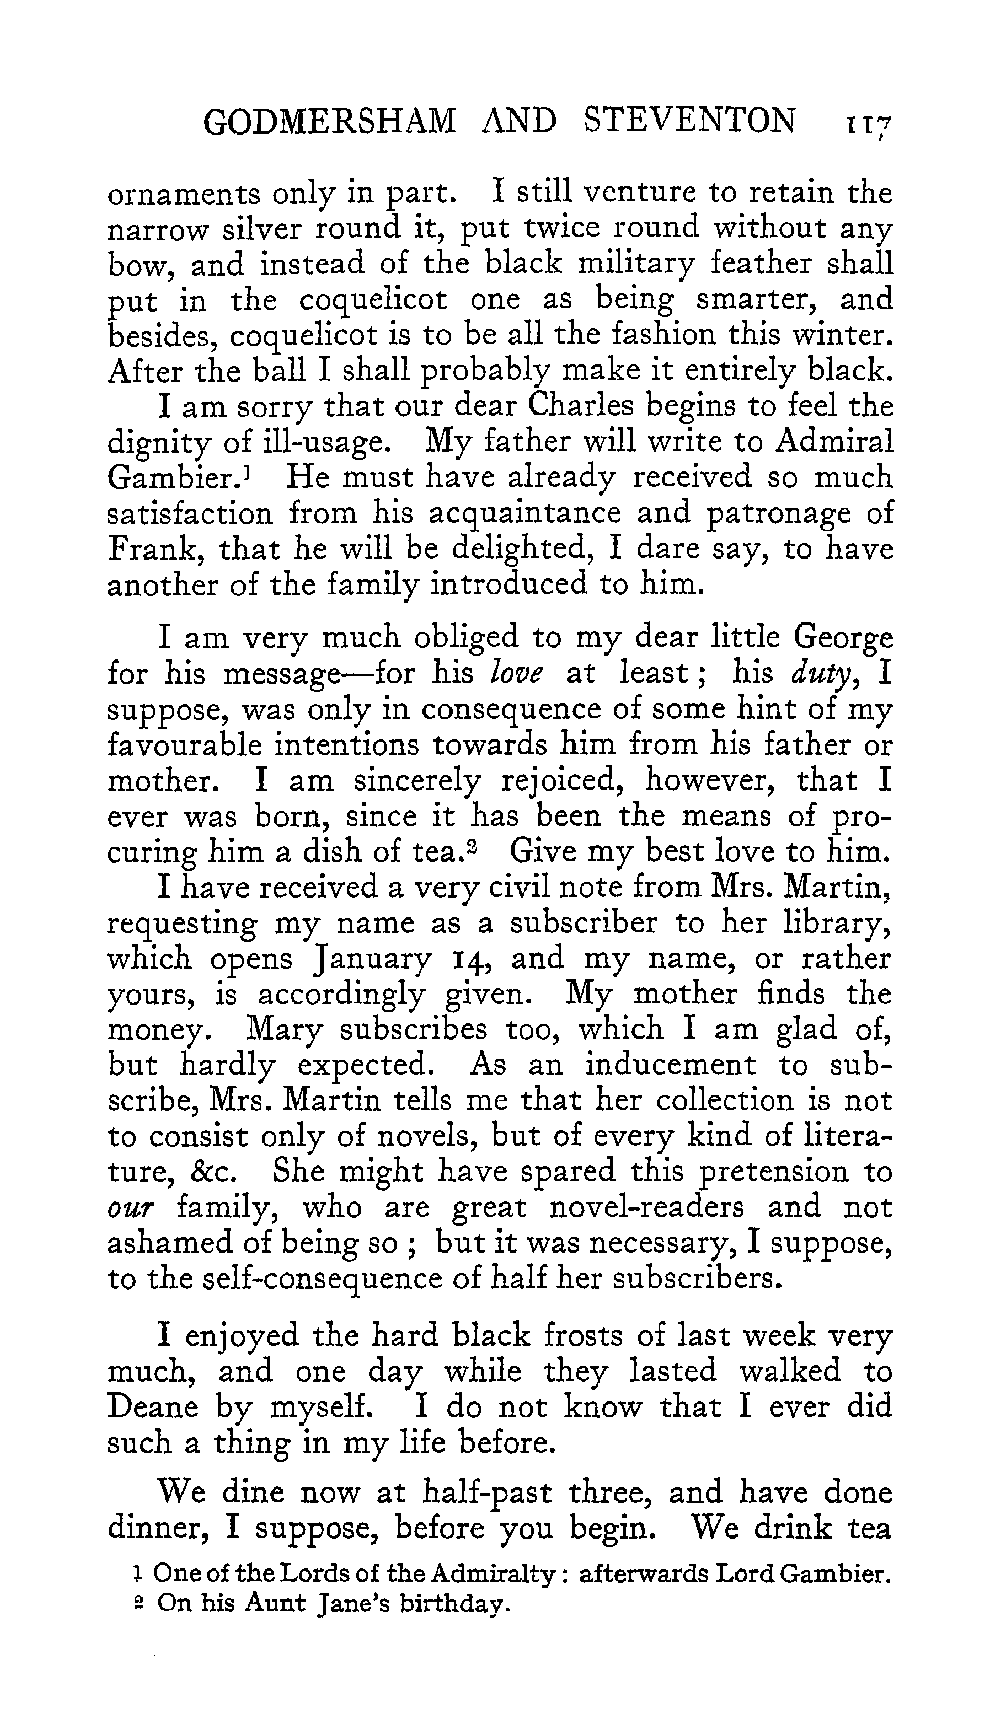 GODMERSHAM AND STEVENTON 117
ornaments only in part. I still venture to retain the
narrow silver round it, put twice round without any
bow, and instead of the black military feather shall
put in the coquelicot one as being smarter, and
besides, coquelicot is to be all the fashion this winter.
After the ball I shall probably make it entirely black.
I am sorry that our dear Charles begins to feel the
dignity of ill-usage. My father will write to Admiral
Gambier.¹ He must have already received so much
satisfaction from his acquaintance and patronage of
Frank, that he will be delighted, I dare say, to have
another of the family introduced to him.
I am very much obliged to my dear little George
for his message—for his love at least ; his duty, I
suppose, was only in consequence of some hint of my
favourable intentions towards him from his father or
mother. I am sincerely rejoiced, however, that I
ever was born, since it has been the means of pro-
curing him a dish of tea.² Give my best love to him.
I have received a very civil note from Mrs. Martin,
requesting my name as a subscriber to her library,
which opens January 14, and my name, or rather
yours, is accordingly given. My mother finds the
money. Mary subscribes too, which I am glad of,
but hardly expected. As an inducement to sub-
scribe, Mrs. Martin tells me that her collection is not
to consist only of novels, but of every kind of litera-
ture, &c. She might have spared this pretension to
our family, who are great novel-readers and not
ashamed of being so ; but it was necessary, I suppose,
to the self-consequence of half her subscribers.
I enjoyed the hard black frosts of last week very
much, and one day while they lasted walked to
Deane by myself. I do not know that I ever did
such a thing in my life before.
We dine now at half-past three, and have done
dinner, I suppose, before you begin. We drink tea
¹ One of the Lords of the Admiralty : afterwards Lord Gambier.
² On his Aunt Jane's birthday.